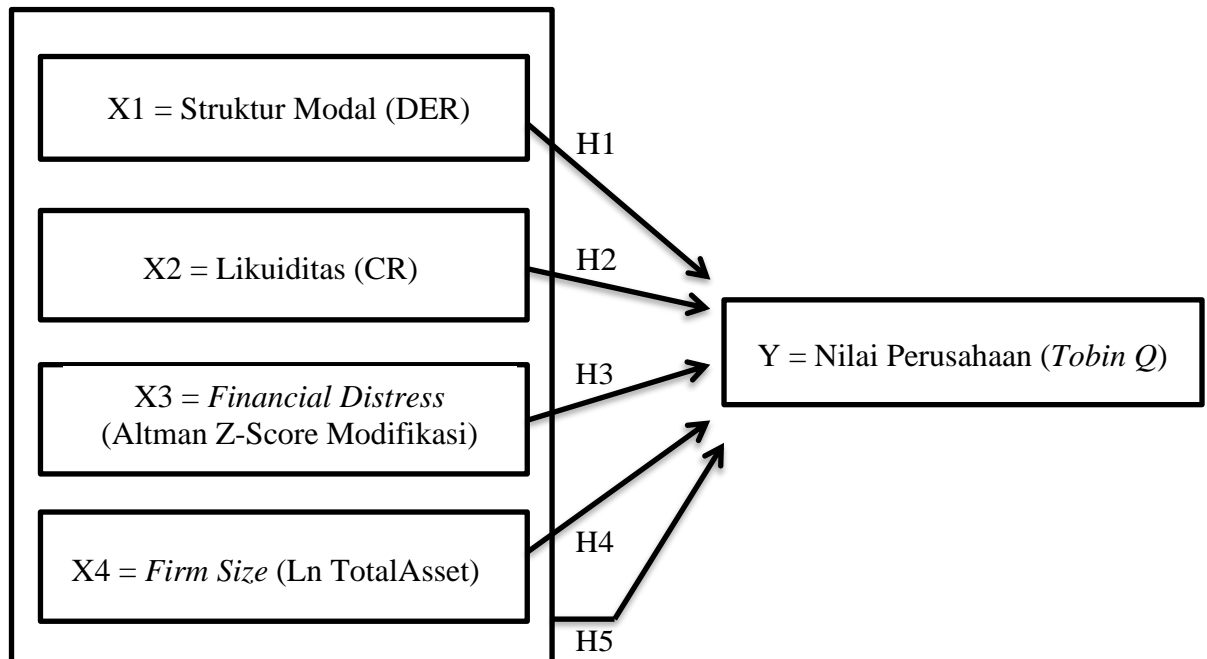 X1 = Struktur Modal (DER)
H1
X2 = Likuiditas (CR)
H2
Y = Nilai Perusahaan (Tobin Q)
X3 = Financial Distress
(Altman Z-Score Modifikasi)
H3
X4 = Firm Size (Ln TotalAsset)
H4
H5